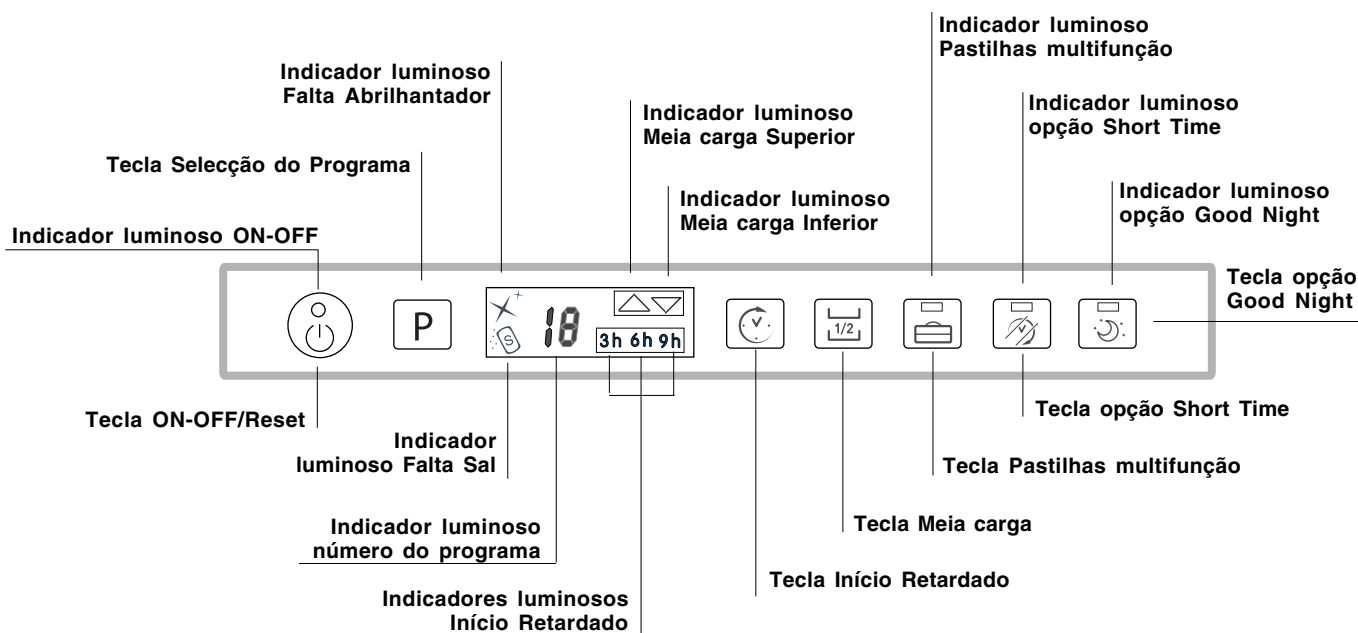 Indicador luminoso
Pastilhas multifunção
Indicador luminoso
Falta Abrilhantador
Indicador luminoso
Meia carga Superior
Indicador luminoso
opção Short Time
Tecla Selecção do Programa
Indicador luminoso
Meia carga Inferior
Indicador luminoso
opção Good Night
Indicador luminoso ON-OFF
Tecla opção
Good Night
P
S
18
3h 6h 9h
1/2
Tecla ON-OFF/Reset
Indicador
luminoso Falta Sal
Tecla opção Short Time
Tecla Pastilhas multifunção
Indicador luminoso
número do programa
Tecla Meia carga
Tecla Início Retardado
Indicadores luminosos
Início Retardado